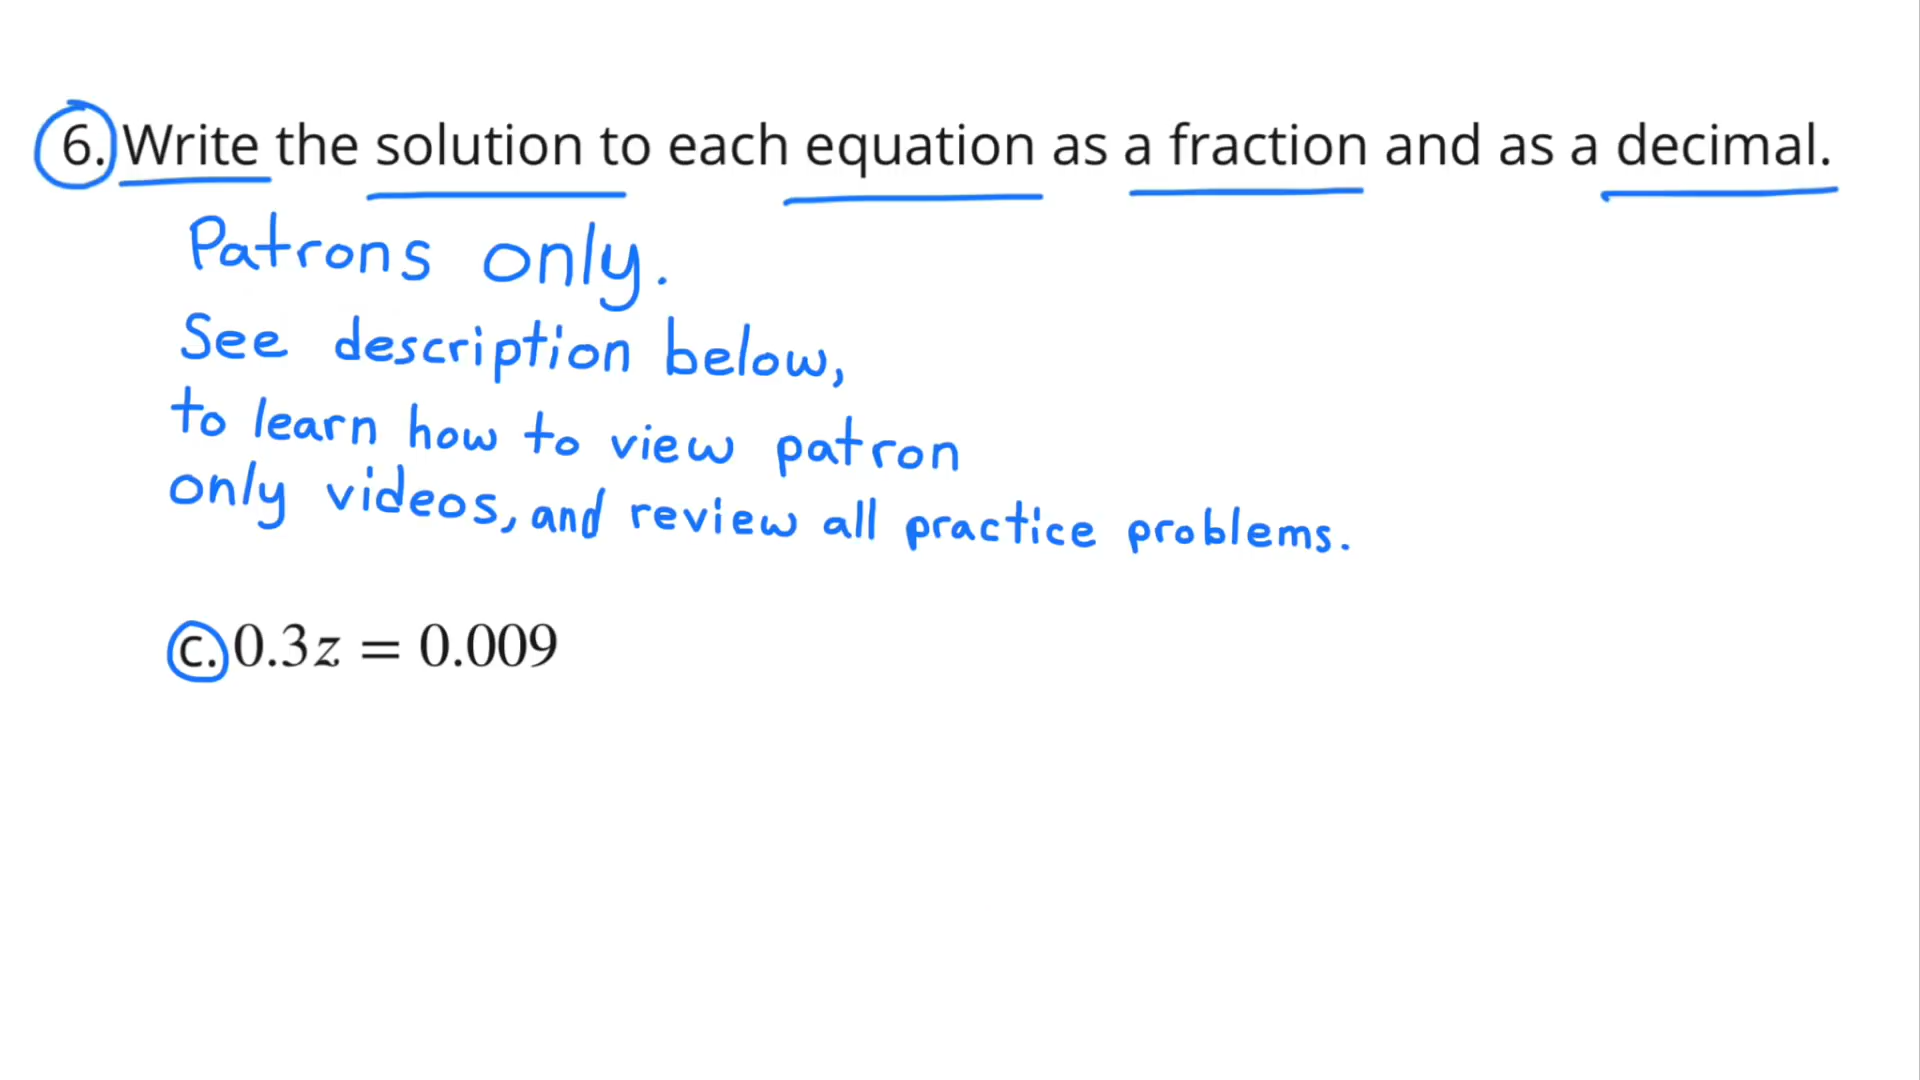 6. Write the solution to each equation as a fraction and as a decimal.
Patrons only.
See description below,
to learn how to view patron
only videos, and review all practice problems.
c. 0.3z = 0.009